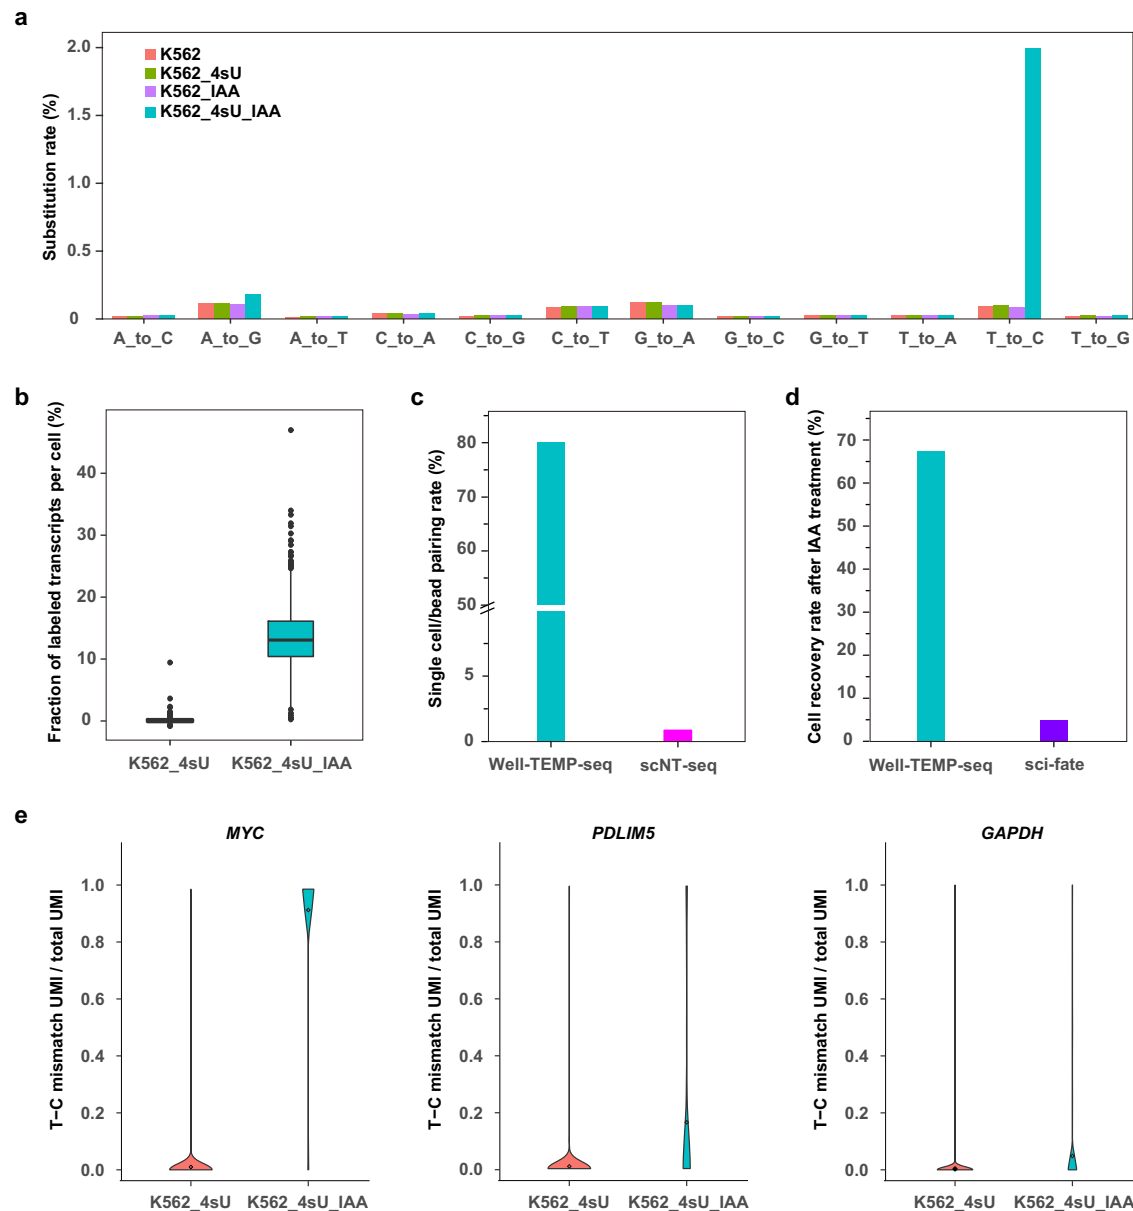 a
Substitution rate (%)
2.0
1.5
1.0
0.5
0
K562
K562_4sU
K562_IAA
K562_4sU_IAA
A_to_C A_to_G A_to_T C_to_A C_to_G C_to_T G_to_A G_to_C G_to_T T_to_A T_to_C T_to_G
b
Fraction of labeled transcripts per cell (%)
40
30
20
10
0
K562_4sU K562_4sU_IAA
c
Single cell/bead pairing rate (%)
80
70
60
50
5
0
Well-TEMP-seq scNT-seq
d
Cell recovery rate after IAA treatment (%)
70
65
60
55
50
40
30
20
10
5
0
Well-TEMP-seq sci-fate
e
MYC
T−C mismatch UMI / total UMI
1.0
0.8
0.6
0.4
0.2
0.0
K562_4sU K562_4sU_IAA
PDLIM5
T−C mismatch UMI / total UMI
1.0
0.8
0.6
0.4
0.2
0.0
K562_4sU K562_4sU_IAA
GAPDH
T−C mismatch UMI / total UMI
1.0
0.8
0.6
0.4
0.2
0.0
K562_4sU K562_4sU_IAA